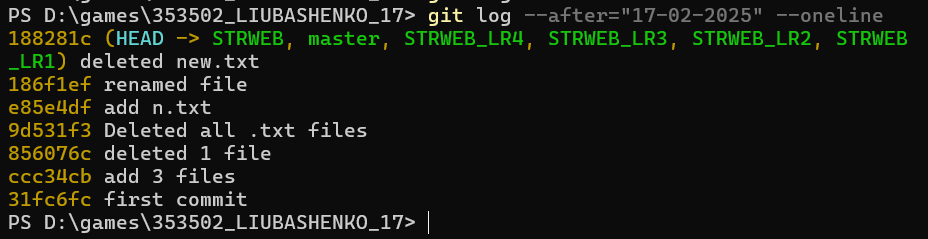 PS D:\games\353502_LIUBASHENKO_17> git log --after="17-02-2025" --oneline
188281c (HEAD -> STRWEB, master, STRWEB_LR4, STRWEB_LR3, STRWEB_LR2, STRWEB
_LR1) deleted new.txt
186f1ef renamed file
e85e4df add n.txt
9d531f3 Deleted all .txt files
856076c deleted 1 file
ccc34cb add 3 files
31fc6fc first commit
PS D:\games\353502_LIUBASHENKO_17>